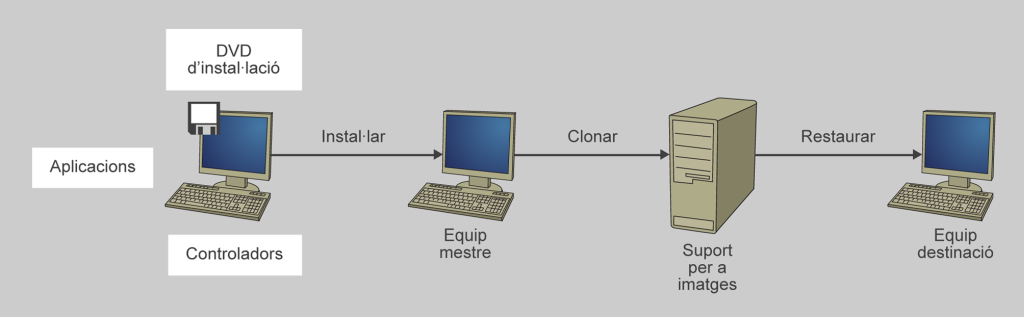 DVD
d’instal·lació
Aplicacions
Controladors
Instal·lar
Equip
mestre
Clonar
Suport
per a
imatges
Restaurar
Equip
destinació